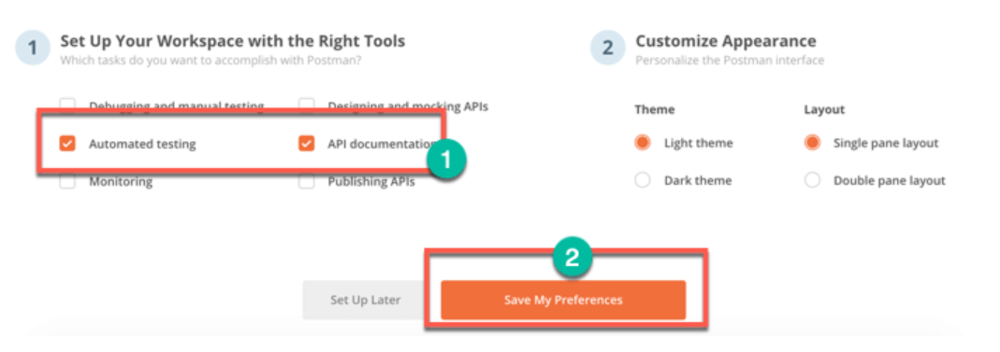 1 Set Up Your Workspace with the Right Tools
Which tasks do you want to accomplish with Postman?
Debugging and manual testing Designing and mocking APIs
Automated testing API documentation
1
Monitoring Publishing APIs
2 Customize Appearance
Personalize the Postman interface
Theme Layout
Light theme Single pane layout
Dark theme Double pane layout
2
Set Up Later Save My Preferences